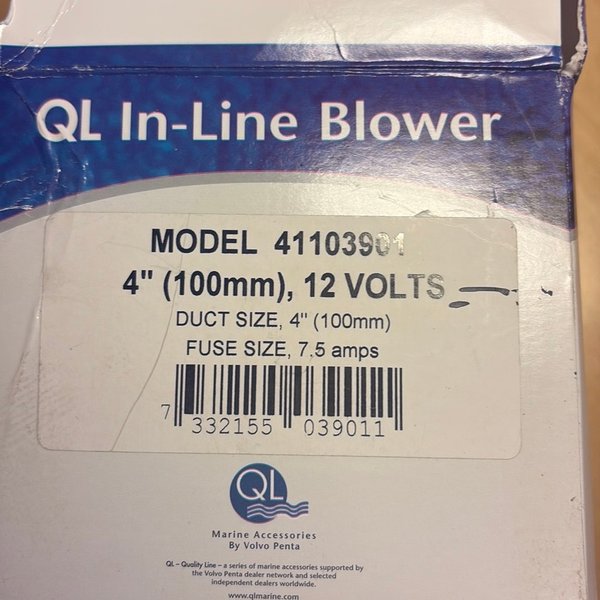 QL In-Line Blower
MODEL 41103901
4" (100mm), 12 VOLTS
DUCT SIZE, 4" (100mm)
FUSE SIZE, 7.5 amps
7 332155 039011
QL
Marine Accessories
By Volvo Penta
QL – Quality Line – a series of marine accessories supported by
the Volvo Penta dealer network and selected
independent dealers worldwide.
www.qlmarine.com